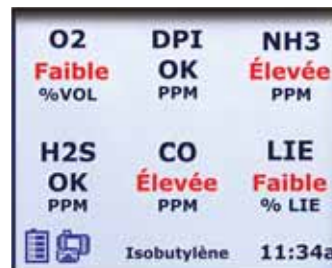 O2 DPI NH3
Faible OK Élevée
%VOL PPM PPM
H2S CO LIE
OK Élevée Faible
PPM PPM % LIE
Isobutylène 11:34a